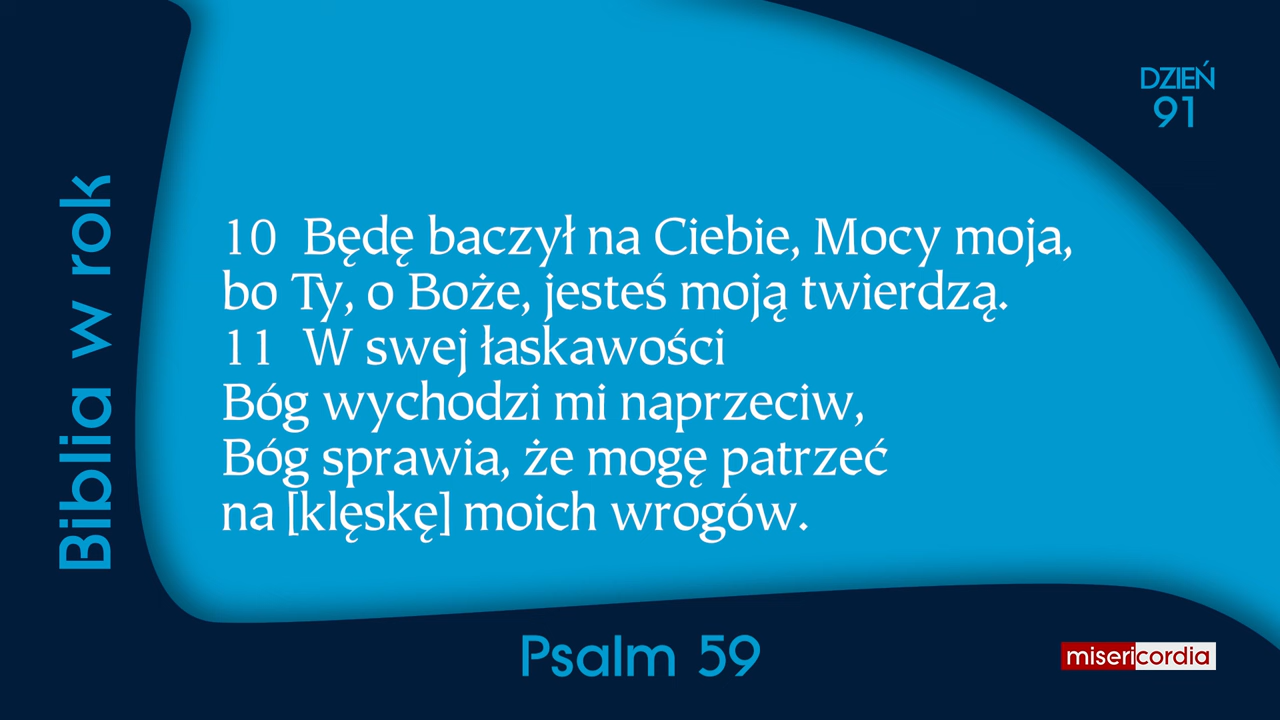 DZIEŃ
91
Biblia w rok
10 Będę baczył na Ciebie, Mocy moja,
bo Ty, o Boże, jesteś moją twierdzą.
11 W swej łaskawości
Bóg wychodzi mi naprzeciw,
Bóg sprawia, że mogę patrzeć
na [klęskę] moich wrogów.
Psalm 59
misericordia